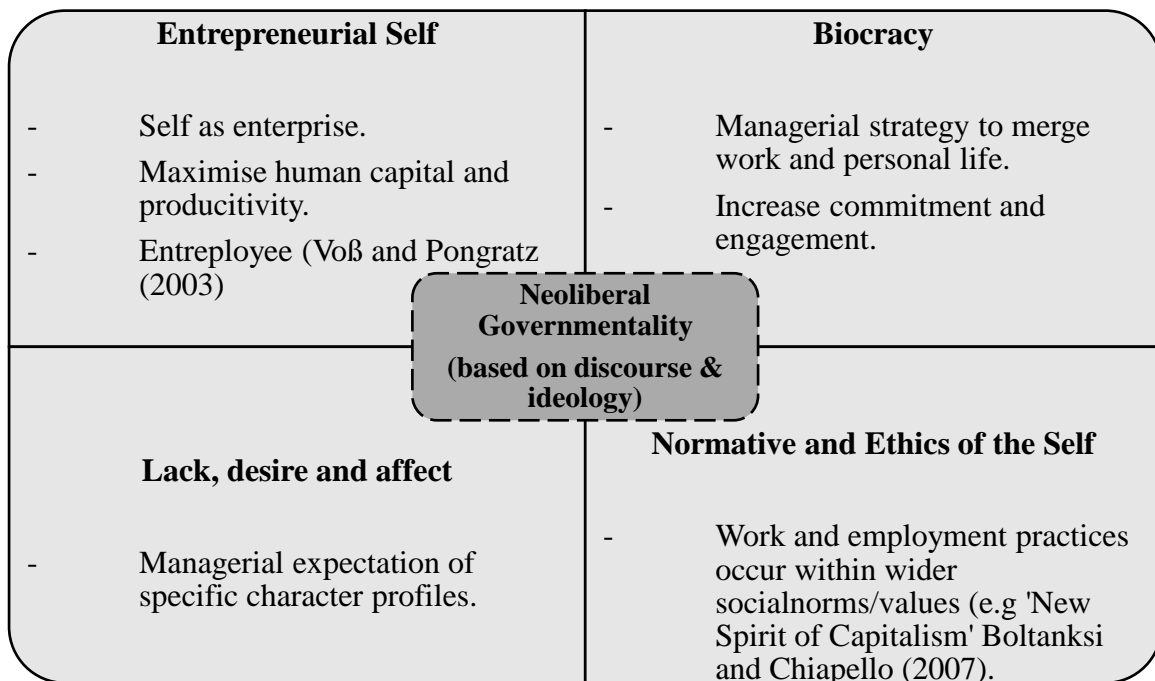 Entrepreneurial Self
- Self as enterprise.
- Maximise human capital and
producitivity.
- Entreployee (Voß and Pongratz
(2003)
Biocracy
- Managerial strategy to merge
work and personal life.
- Increase commitment and
engagement.
Neoliberal
Governmentality
(based on discourse &
ideology)
Lack, desire and affect
- Managerial expectation of
specific character profiles.
Normative and Ethics of the Self
- Work and employment practices
occur within wider
socialnorms/values (e.g 'New
Spirit of Capitalism' Boltanksi
and Chiapello (2007).